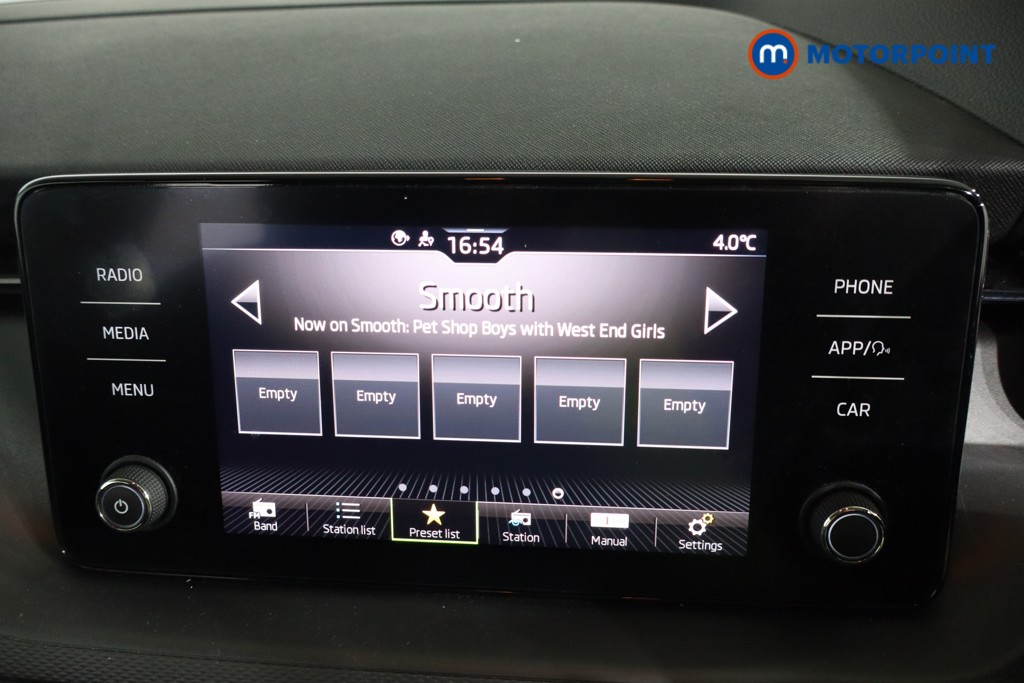 MOTORPOINT
RADIO
MEDIA
MENU
16:54
4.0°C
Smooth
Now on Smooth: Pet Shop Boys with West End Girls
Empty Empty Empty Empty Empty
FM
Band Station list Preset list Station Manual Settings
PHONE
APP/
CAR